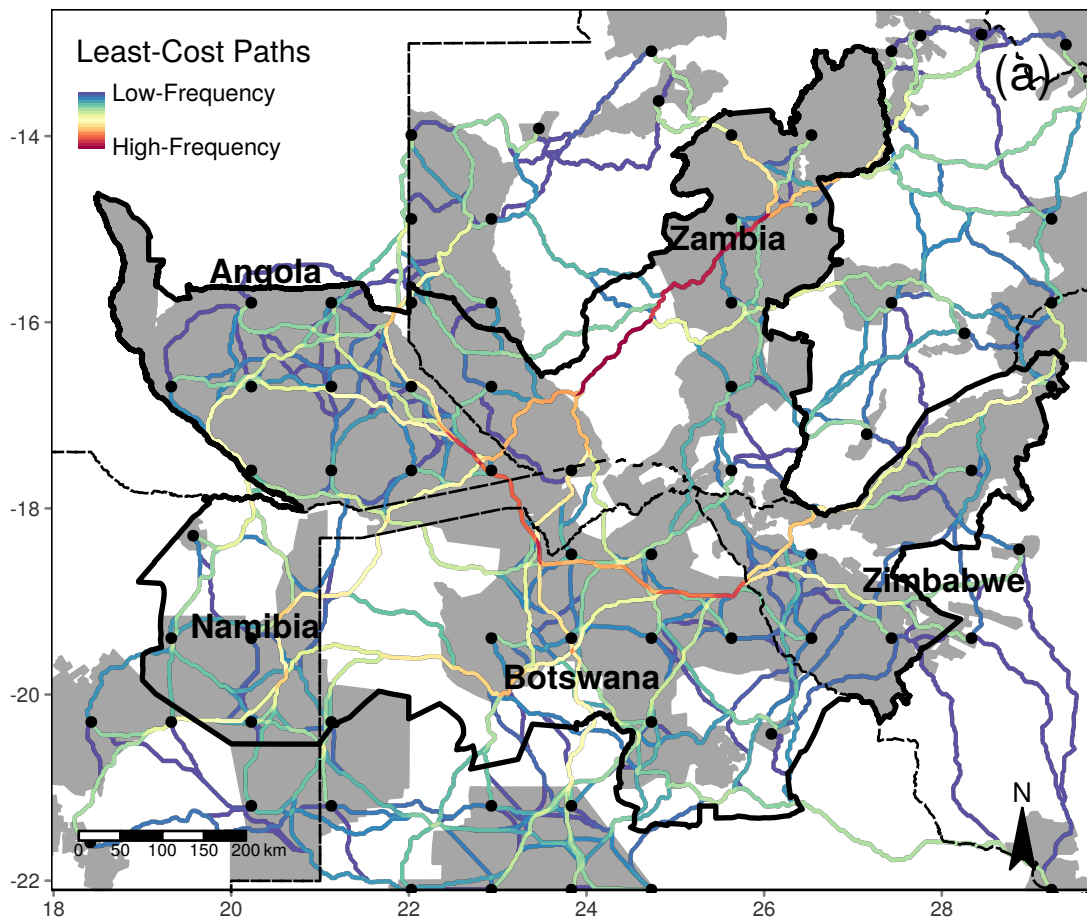 Least-Cost Paths
Low-Frequency
High-Frequency
(a)
Zambia
Angola
Zimbabwe
Namibia
Botswana
N
0 50 100 150 200 km
-14
-16
-18
-20
-22
18 20 22 24 26 28